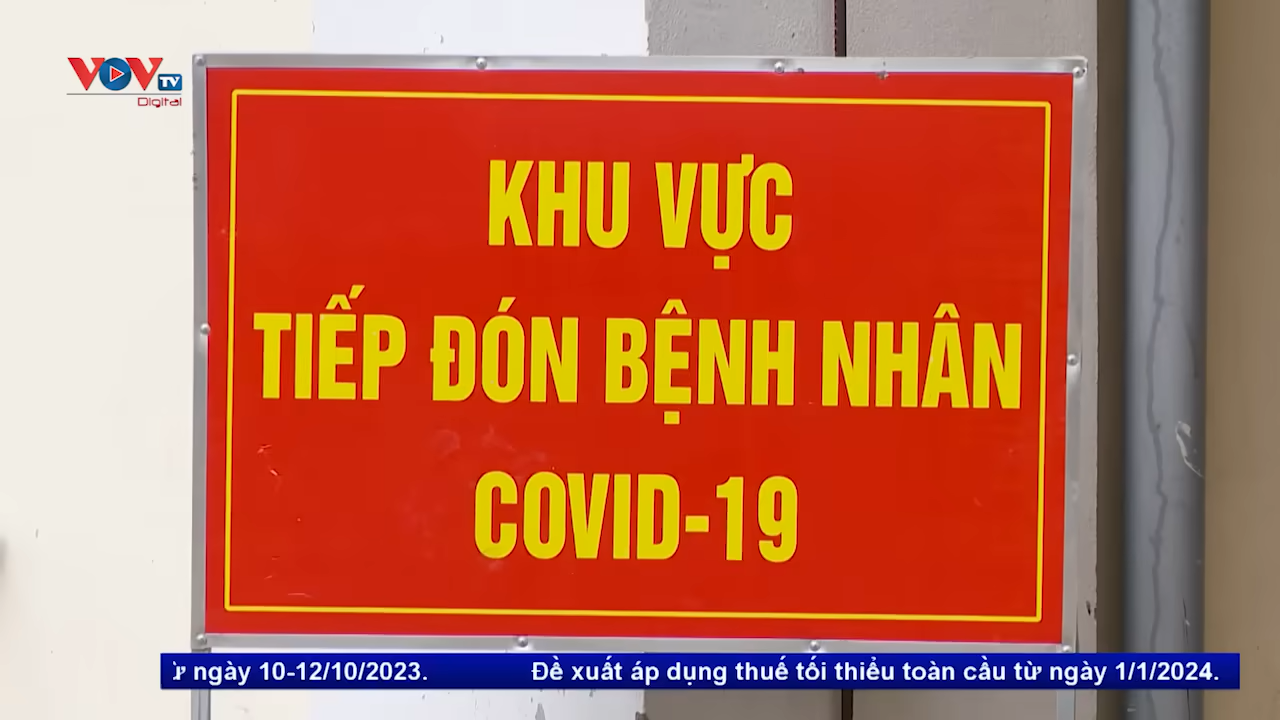 VOV TV
Digital
KHU VỰC
TIẾP ĐÓN BỆNH NHÂN
COVID-19
ngày 10-12/10/2023. Đề xuất áp dụng thuế tối thiểu toàn cầu từ ngày 1/1/2024.